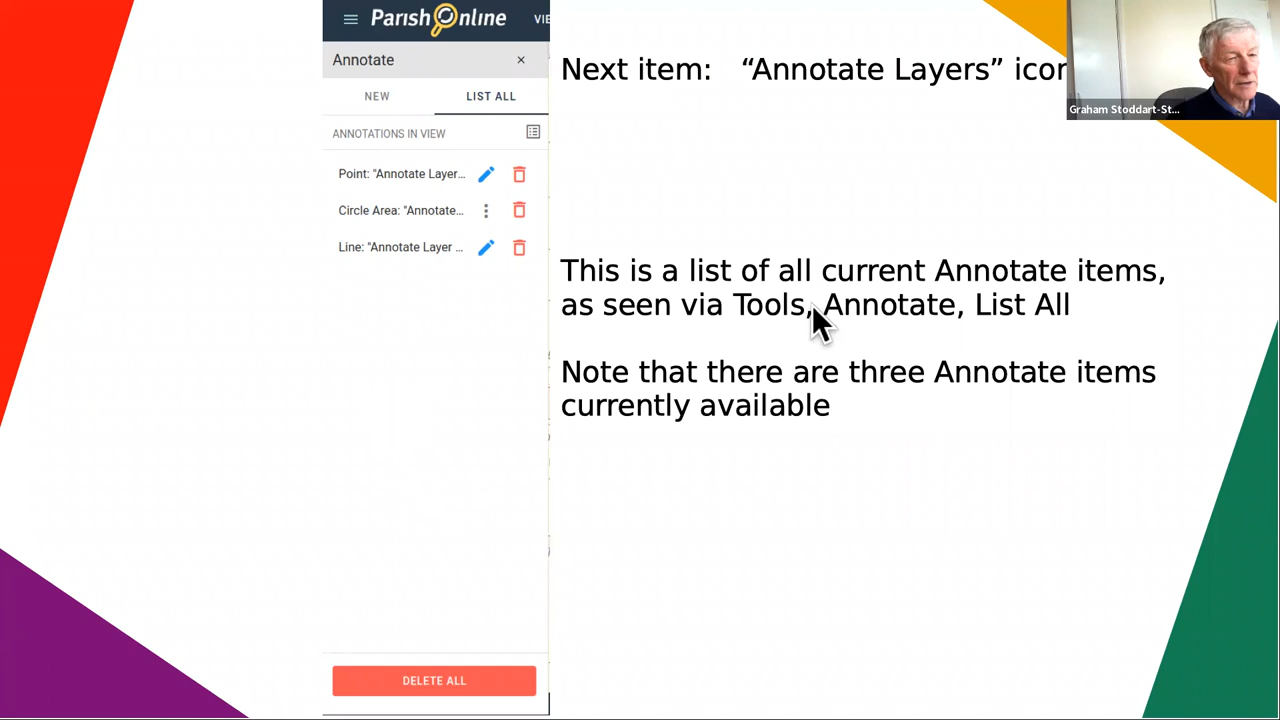 Parish Online
VIE
Annotate
NEW
LIST ALL
ANNOTATIONS IN VIEW
Point: "Annotate Layer...
Circle Area: "Annotate...
Line: "Annotate Layer ...
DELETE ALL
Next item: “Annotate Layers” icon
Graham Stoddart-St...
This is a list of all current Annotate items,
as seen via Tools, Annotate, List All
Note that there are three Annotate items
currently available